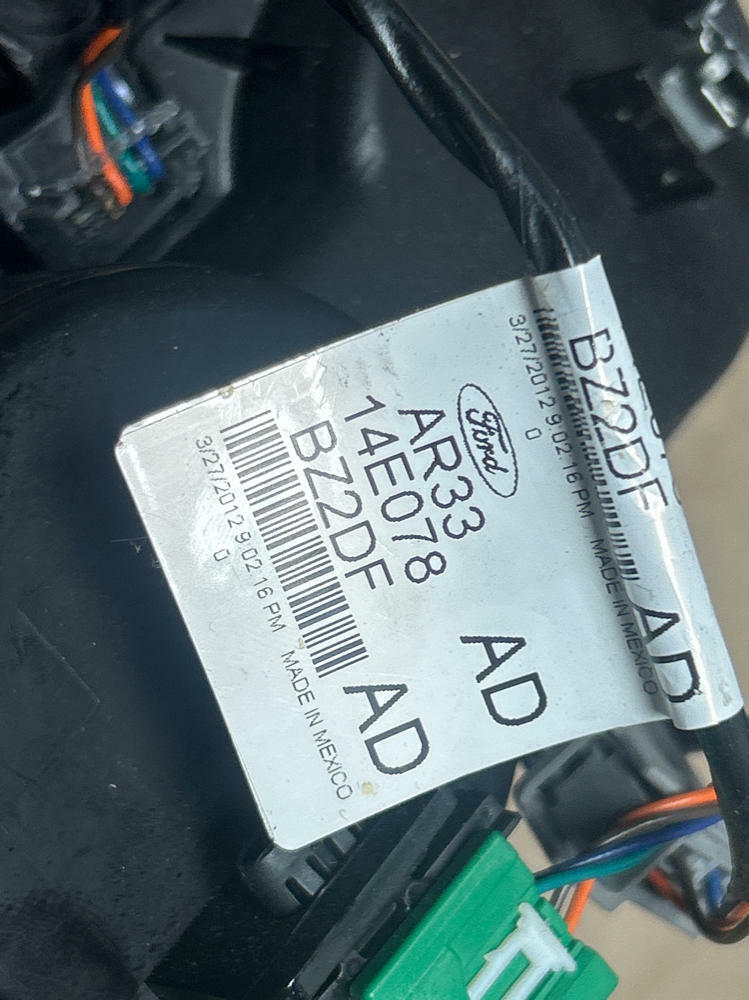 Ford
AR33
14E078 AD
BZ2DF
AD
3/27/2012 9:02:16 PM MADE IN MEXICO
0
BZ2DF
AD
3/27/2012 9:02:16 PM MADE IN MEXICO
0